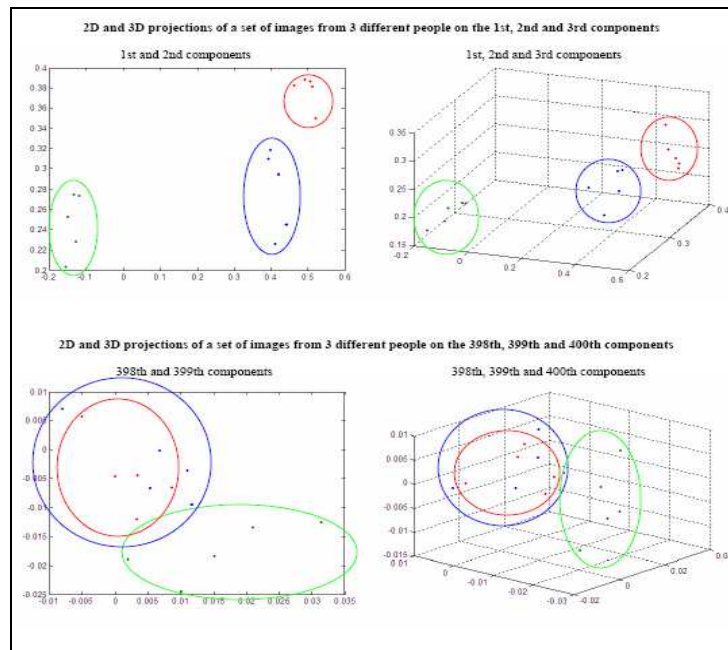 2D and 3D projections of a set of images from 3 different people on the 1st, 2nd and 3rd components
1st and 2nd components
1st, 2nd and 3rd components
0.4
0.38
0.36
0.34
0.32
0.3
0.28
0.26
0.24
0.22
0.2
-0.2 -0.1 0 0.1 0.2 0.3 0.4 0.5 0.6
0.35
0.3
0.25
0.2
0.15
-0.2 0 0.2 0.4 0.6
0.2 0.3 0.4
2D and 3D projections of a set of images from 3 different people on the 398th, 399th and 400th components
398th and 399th components
398th, 399th and 400th components
0.01
0.005
0
-0.005
-0.01
-0.015
-0.02
-0.025
-0.01 -0.005 0 0.005 0.01 0.015 0.02 0.025 0.03 0.035
0.01
0.005
0
-0.005
-0.01
-0.015
0.01 0 -0.01 -0.02 -0.03
-0.02 0 0.02